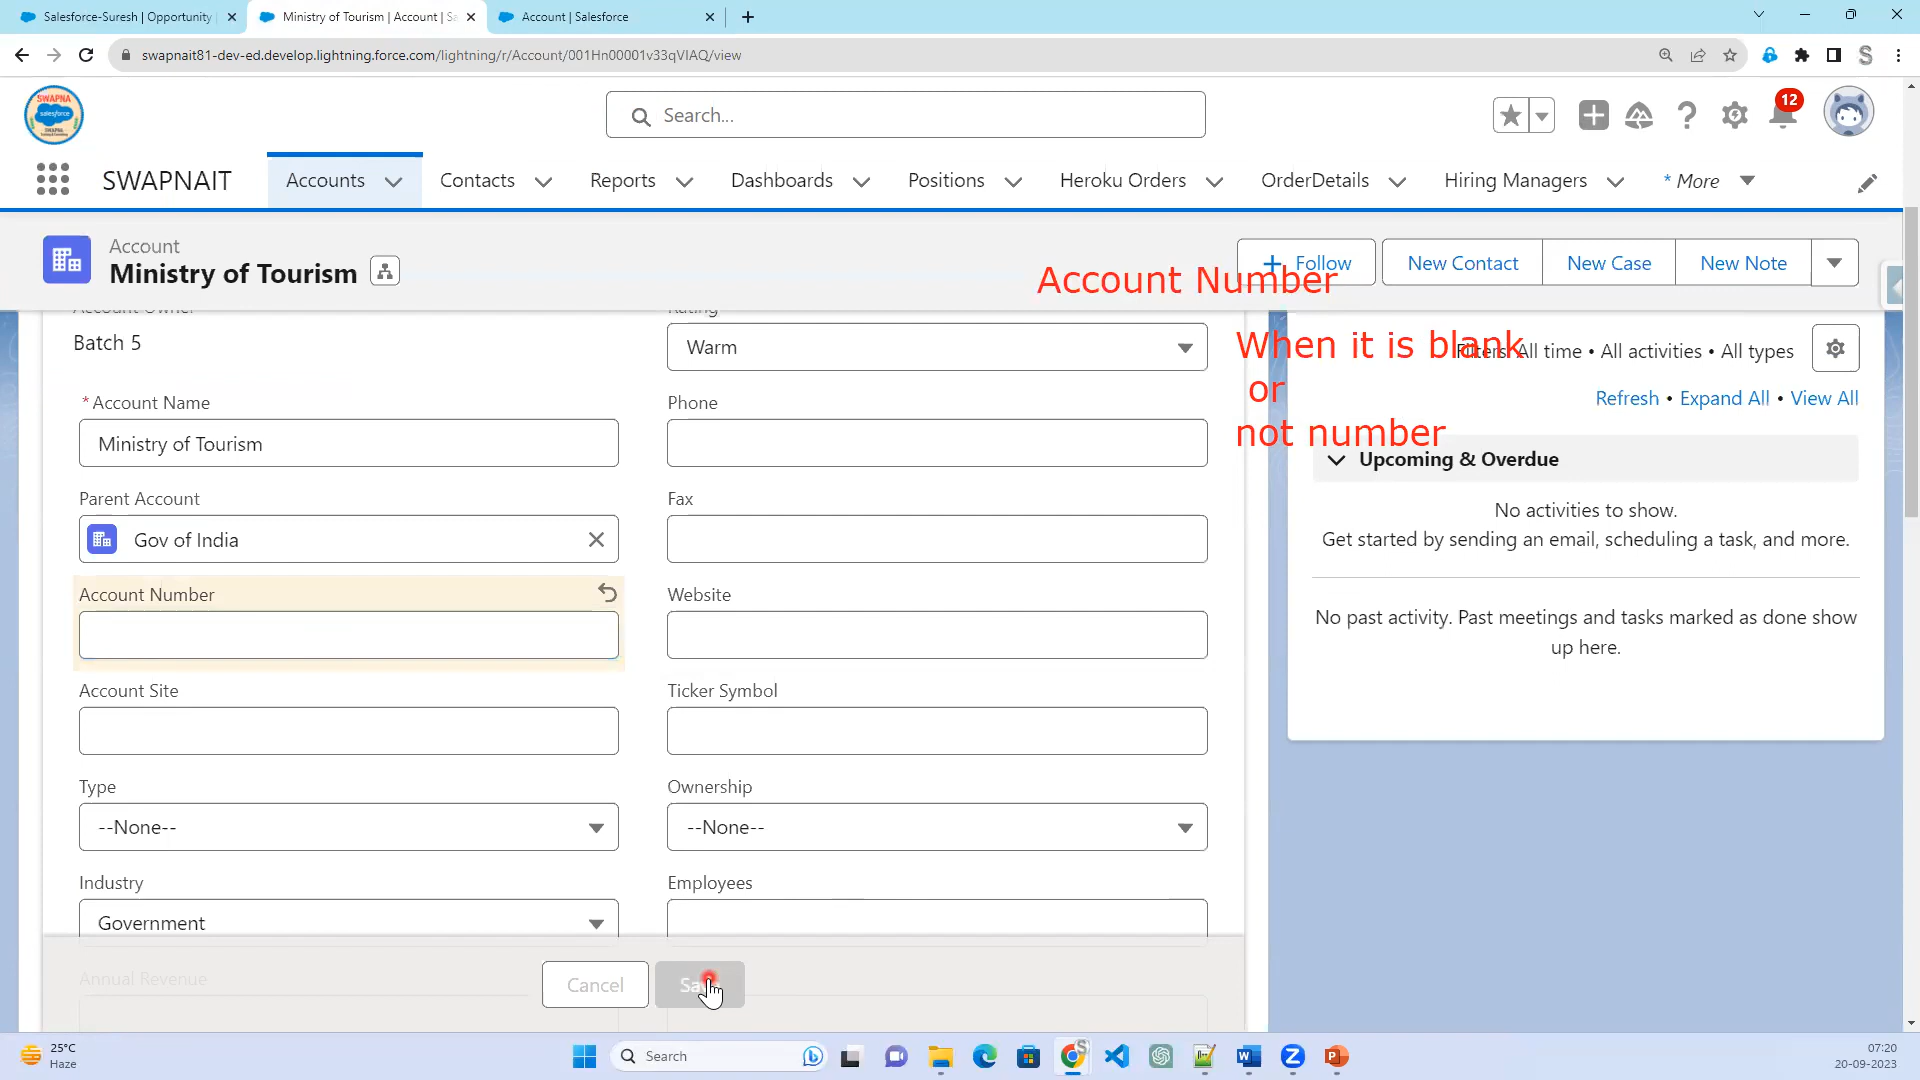 Salesforce-Suresh | Opportunity
Ministry of Tourism | Account | Sa
Account | Salesforce
swapnait81-dev-ed.develop.lightning.force.com/lightning/r/Account/001Hn00001v33qVIAQ/view
SWAPNA
salesforce
Search...
12
SWAPNAIT
Accounts
Contacts
Reports
Dashboards
Positions
Heroku Orders
OrderDetails
Hiring Managers
* More
Account
Ministry of Tourism
Follow
New Contact
New Case
New Note
Account Number
When it is blank
or
not number
Account Owner
Batch 5
Rating
Warm
*Account Name
Ministry of Tourism
Phone
Parent Account
Gov of India
Fax
Account Number
Website
Account Site
Ticker Symbol
Type
--None--
Ownership
--None--
Industry
Government
Employees
Annual Revenue
Cancel
Filters: All time • All activities • All types
Refresh • Expand All • View All
Upcoming & Overdue
No activities to show.
Get started by sending an email, scheduling a task, and more.
No past activity. Past meetings and tasks marked as done show
up here.
25°C
Haze
Search
07:20
20-09-2023